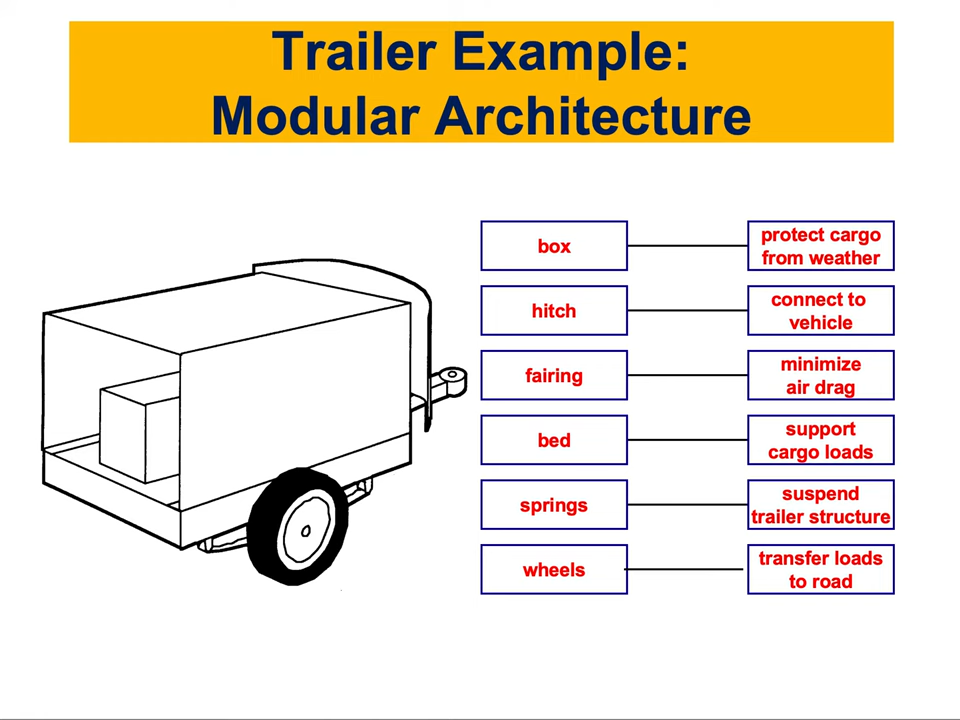 Trailer Example:
Modular Architecture
box
protect cargo
from weather
hitch
connect to
vehicle
fairing
minimize
air drag
bed
support
cargo loads
springs
suspend
trailer structure
wheels
transfer loads
to road